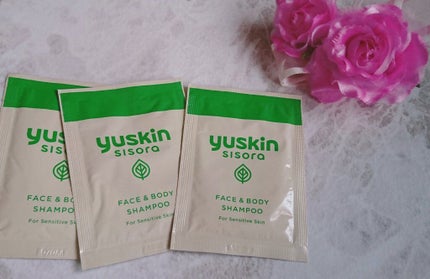 yuskin
sisora
FACE & BODY
SHAMPOO
For Sensitive Skin
yuskin
sisora
FACE & BODY
SHAMPOO
For Sensitive Skin
yuskin
sisora
FACE & BODY
SHAMPOO
For Sensitive Skin